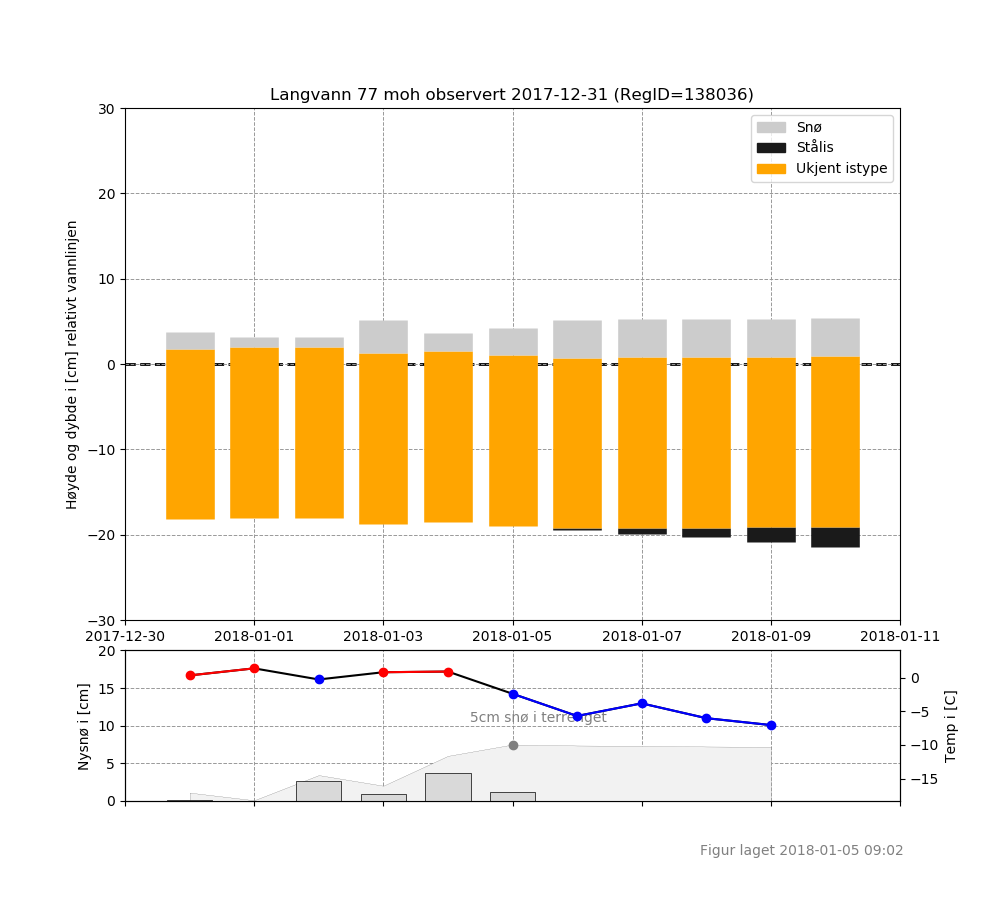 Langvann 77 moh observert 2017-12-31 (RegID=138036)
Høyde og dybde i [cm] relativt vannlinjen
30
20
10
0
−10
−20
−30
Snø
Stålis
Ukjent istype
2017-12-30
2018-01-01
2018-01-03
2018-01-05
2018-01-07
2018-01-09
2018-01-11
Nysnø i [cm]
20
15
10
5
0
5cm snø i terrenget
0
−5
−10
−15
Temp i [C]
Figur laget 2018-01-05 09:02